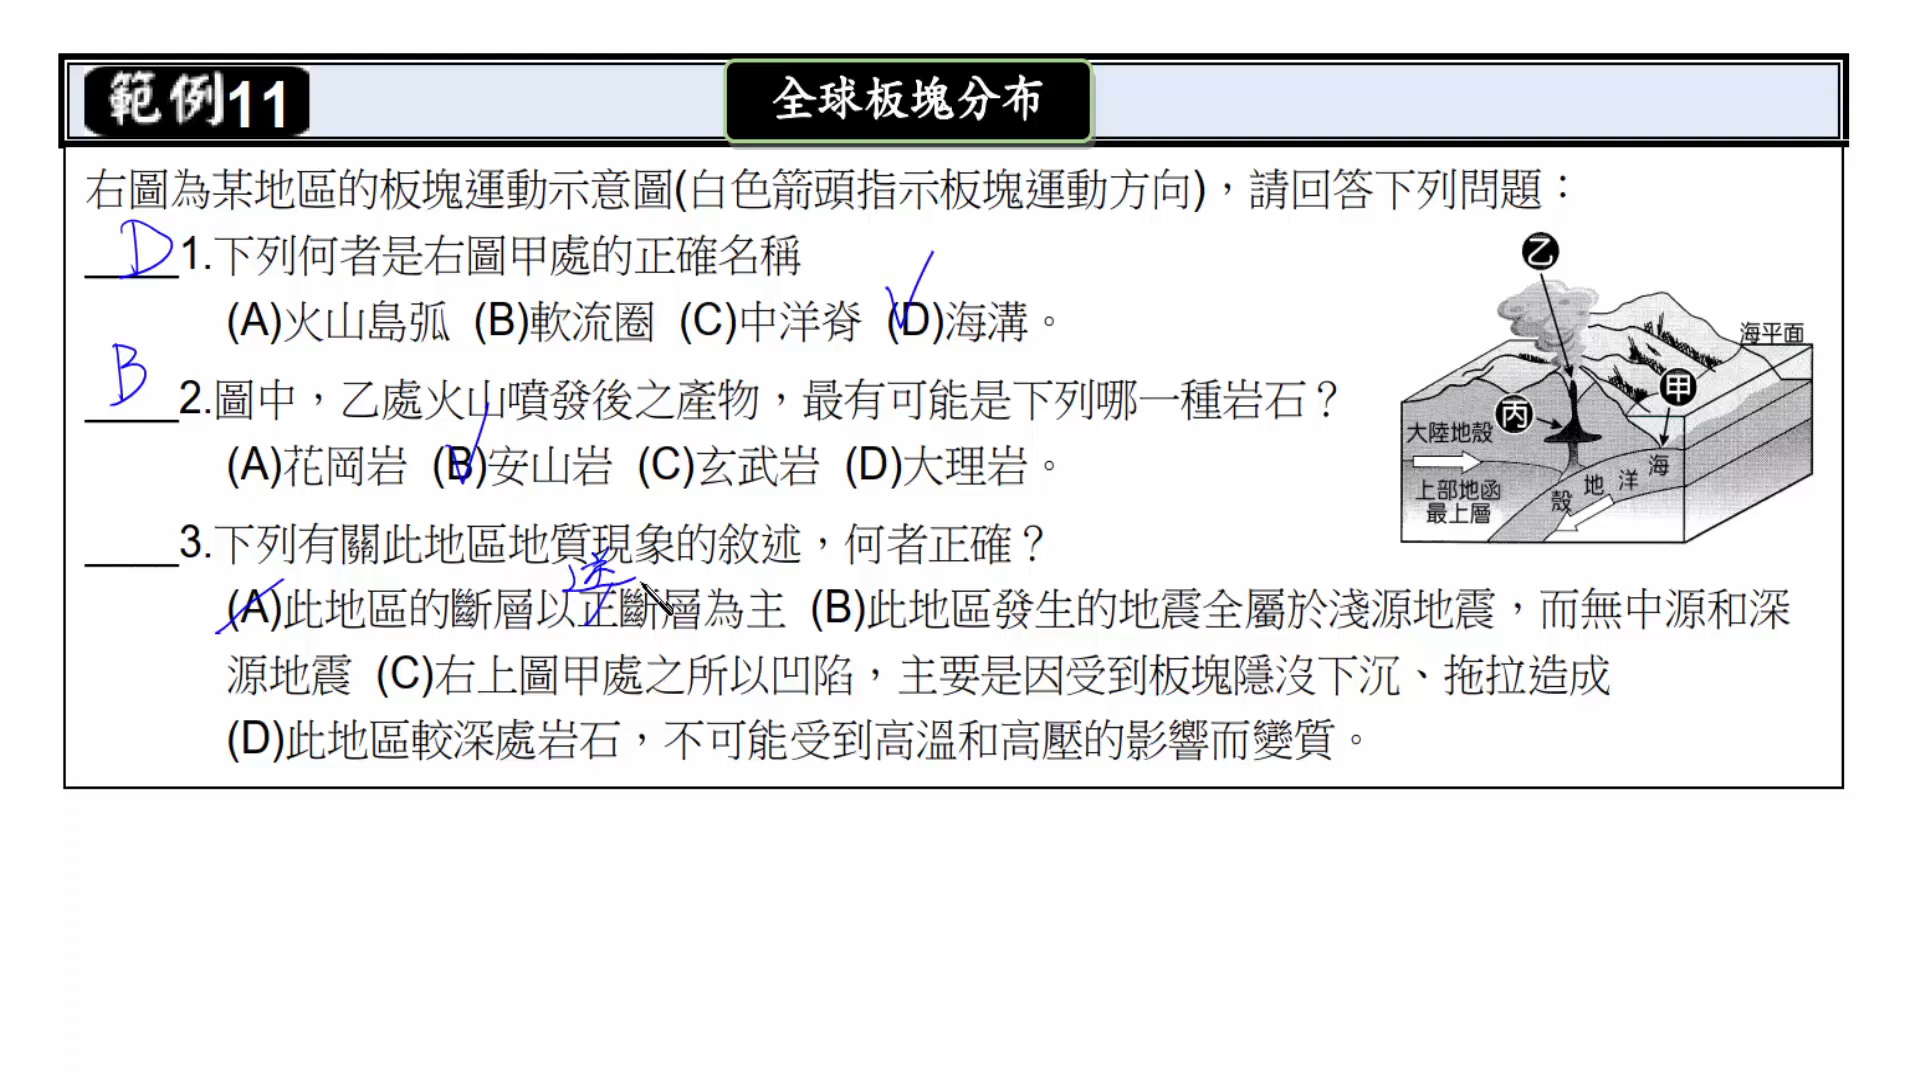 範例11
全球板塊分布
右圖為某地區的板塊運動示意圖(白色箭頭指示板塊運動方向)，請回答下列問題：
D 1.下列何者是右圖甲處的正確名稱
(A)火山島弧 (B)軟流圈 (C)中洋脊 (D)海溝。
B 2.圖中，乙處火山噴發後之產物，最有可能是下列哪一種岩石？
(A)花岡岩 (B)安山岩 (C)玄武岩 (D)大理岩。
3.下列有關此地區地質現象的敘述，何者正確？
逆
(A)此地區的斷層以正斷層為主 (B)此地區發生的地震全屬於淺源地震，而無中源和深
源地震 (C)右上圖甲處之所以凹陷，主要是因受到板塊隱沒下沉、拖拉造成
(D)此地區較深處岩石，不可能受到高溫和高壓的影響而變質。
乙
海平面
甲
丙
大陸地殼
海洋地殼
上部地函
最上層